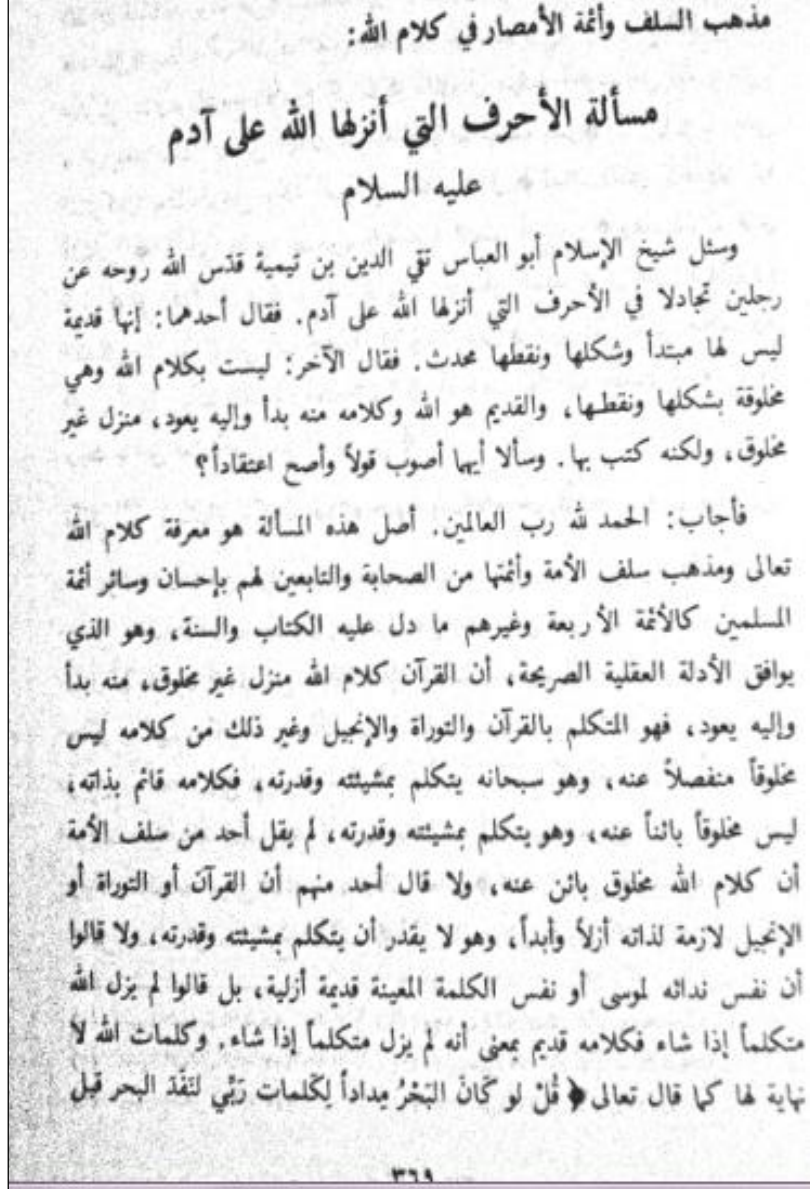 مذهب السلف وأئمة الأمصار في كلام الله:
مسألة الأحرف التي أنزلها الله على آدم
عليه السلام
وسئل شيخ الإسلام أبو العباس تقي الدين بن تيمية قدّس الله روحه عن
رجلين تجادلا في الأحرف التي أنزلها الله على آدم. فقال أحدهما: إنها قديمة
ليس لها مبتدأ وشكلها ونقطها محدث. فقال الآخر: ليست بكلام الله وهي
مخلوقة بشكلها ونقطها، والقديم هو الله وكلامه منه بدأ وإليه يعود، منزل غير
مخلوق، ولكنه كتب بها. وسألا أيهما أصوب قولاً وأصح اعتقاداً؟
فأجاب: الحمد لله رب العالمين. أصل هذه المسألة هو معرفة كلام الله
تعالى ومذهب سلف الأمة وأئمتها من الصحابة والتابعين لهم بإحسان وسائر أئمة
المسلمين كالأئمة الأربعة وغيرهم ما دل عليه الكتاب والسنة، وهو الذي
يوافق الأدلة العقلية الصريحة، أن القرآن كلام الله منزل غير مخلوق، منه بدأ
وإليه يعود، فهو المتكلم بالقرآن والتوراة والإنجيل وغير ذلك من كلامه ليس
مخلوقاً منفصلاً عنه، وهو سبحانه يتكلم بمشيئته وقدرته، فكلامه قائم بذاته،
ليس مخلوقاً بائناً عنه، وهو يتكلم بمشيئته وقدرته، لم يقل أحد من سلف الأمة
أن كلام الله مخلوق بائن عنه، ولا قال أحد منهم أن القرآن أو التوراة أو
الإنجيل لازمة لذاته أزلاً وأبداً، وهو لا يقدر أن يتكلم بمشيئته وقدرته، ولا قالوا
أن نفس ندائه لموسى أو نفس الكلمة المعينة قديمة أزلية، بل قالوا لم يزل الله
متكلماً إذا شاء فكلامه قديم بمعنى أنه لم يزل متكلماً إذا شاء. وكلمات الله لا
نهاية لها كما قال تعالى ﴿ قُلْ لو كَانَ البَحْرُ مِداداً لِكَلمات رَبِّي لنَفَدَ البحر قبل
٣٦٩